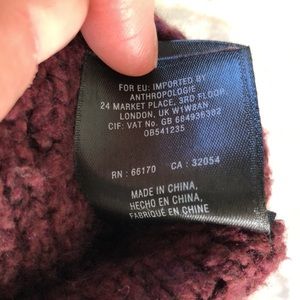 FOR EU: IMPORTED BY
ANTHROPOLOGIE
24 MARKET PLACE, 3RD FLOOR
LONDON, UK W1W8AN
CIF: VAT No. GB 684936382
OB541235
RN : 66170 CA : 32054
MADE IN CHINA,
HECHO EN CHINA,
FABRIQUÉ EN CHINE